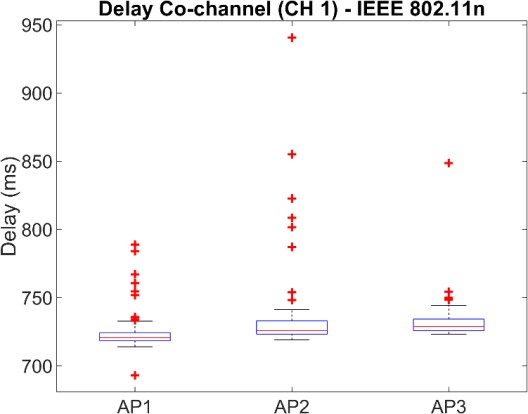 Delay Co-channel (CH 1) - IEEE 802.11n
Delay (ms)
950
900
850
800
750
700
AP1
AP2
AP3